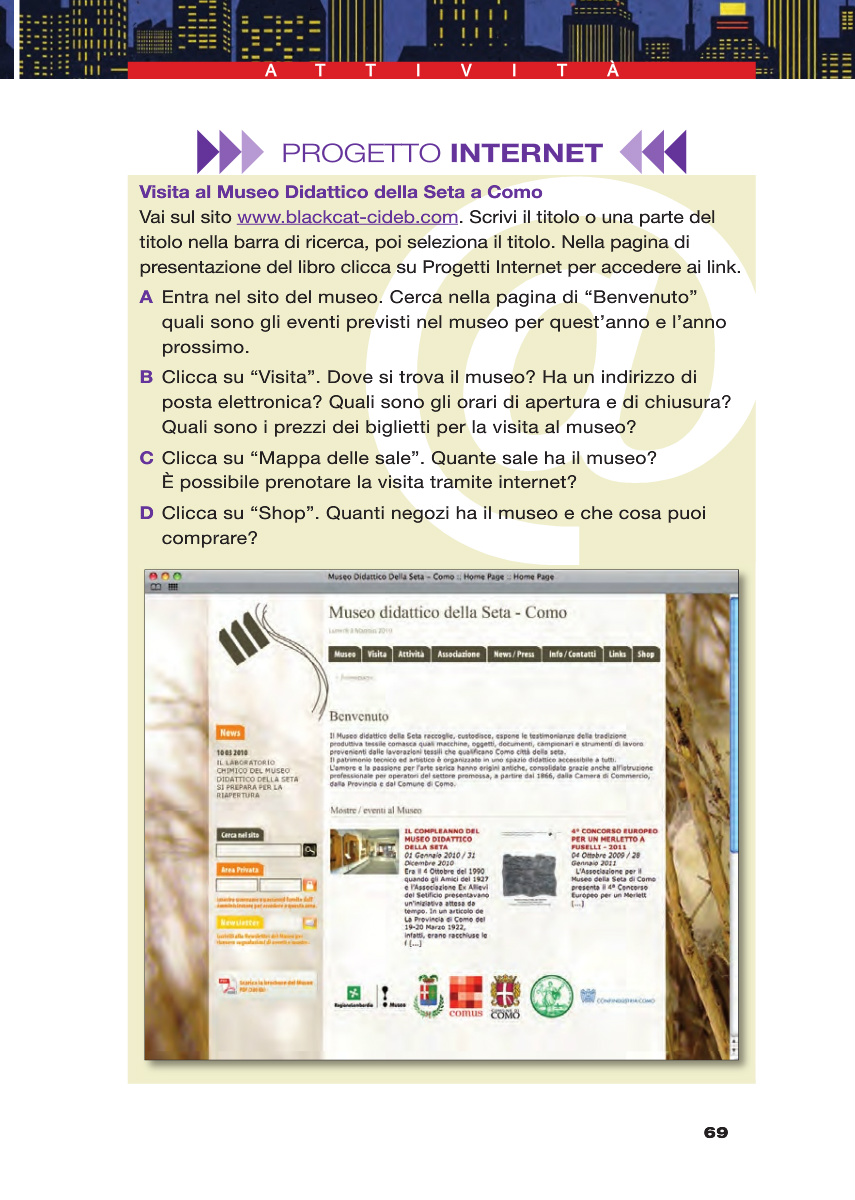 ATTIVITÀ
PROGETTO INTERNET
Visita al Museo Didattico della Seta a Como
Vai sul sito www.blackcat-cideb.com. Scrivi il titolo o una parte del
titolo nella barra di ricerca, poi seleziona il titolo. Nella pagina di
presentazione del libro clicca su Progetti Internet per accedere ai link.
A Entra nel sito del museo. Cerca nella pagina di “Benvenuto”
quali sono gli eventi previsti nel museo per quest’anno e l’anno
prossimo.
B Clicca su “Visita”. Dove si trova il museo? Ha un indirizzo di
posta elettronica? Quali sono gli orari di apertura e di chiusura?
Quali sono i prezzi dei biglietti per la visita al museo?
C Clicca su “Mappa delle sale”. Quante sale ha il museo?
È possibile prenotare la visita tramite internet?
D Clicca su “Shop”. Quanti negozi ha il museo e che cosa puoi
comprare?
Museo Didattico Della Seta - Como :: Home Page :: Home Page
Museo didattico della Seta - Como
Museo Visita Attività Associazione News/Press Info/Contatti Links Shop
Benvenuto
Il Museo didattico della Seta raccoglie, custodisce, espone le testimonianze della tradizione
produttiva tessile comasca quali macchine, oggetti, documenti, campionari e strumenti di lavoro
provenienti dalle lavorazioni tessili che qualificano Como città della seta.
Il patrimonio tecnico ed artistico è organizzato in uno spazio didattico accessibile a tutti.
L'amore e la passione per l'arte serica hanno origini antiche, consolidate grazie anche all'istruzione
professionale per operatori del settore promossa, a partire dal 1866, dalla Camera di Commercio,
dalla Provincia e dal Comune di Como.
News
10 03 2010
IL LABORATORIO
CHIMICO DEL MUSEO
DIDATTICO DELLA SETA
SI PREPARA PER LA
RIAPERTURA
Cerca nel sito
Area Privata
Newsletter
Scarica la brochure del Museo
Mostre / eventi al Museo
IL COMPLEANNO DEL
MUSEO DIDATTICO
DELLA SETA
01 Gennaio 2010 / 31
Dicembre 2010
Era il 4 Ottobre del 1990
quando gli Amici del 1927
e l'Associazione Ex Allievi
del Setificio presentavano
un'iniziativa attesa da
tempo. In un articolo de
La Provincia di Como del
19-20 Marzo 1922,
infatti, erano racchiuse le
f [...]
4° CONCORSO EUROPEO
PER UN MERLETTO A
FUSELLI - 2011
04 Ottobre 2009 / 28
Gennaio 2011
L'Associazione per il
Museo della Seta di Como
presenta il 4° Concorso
Europeo per un Merlett
[...]
RegioneLombardia
Museo
comus
COMUNE DI
COMO
CONFINDUSTRIA COMO
69